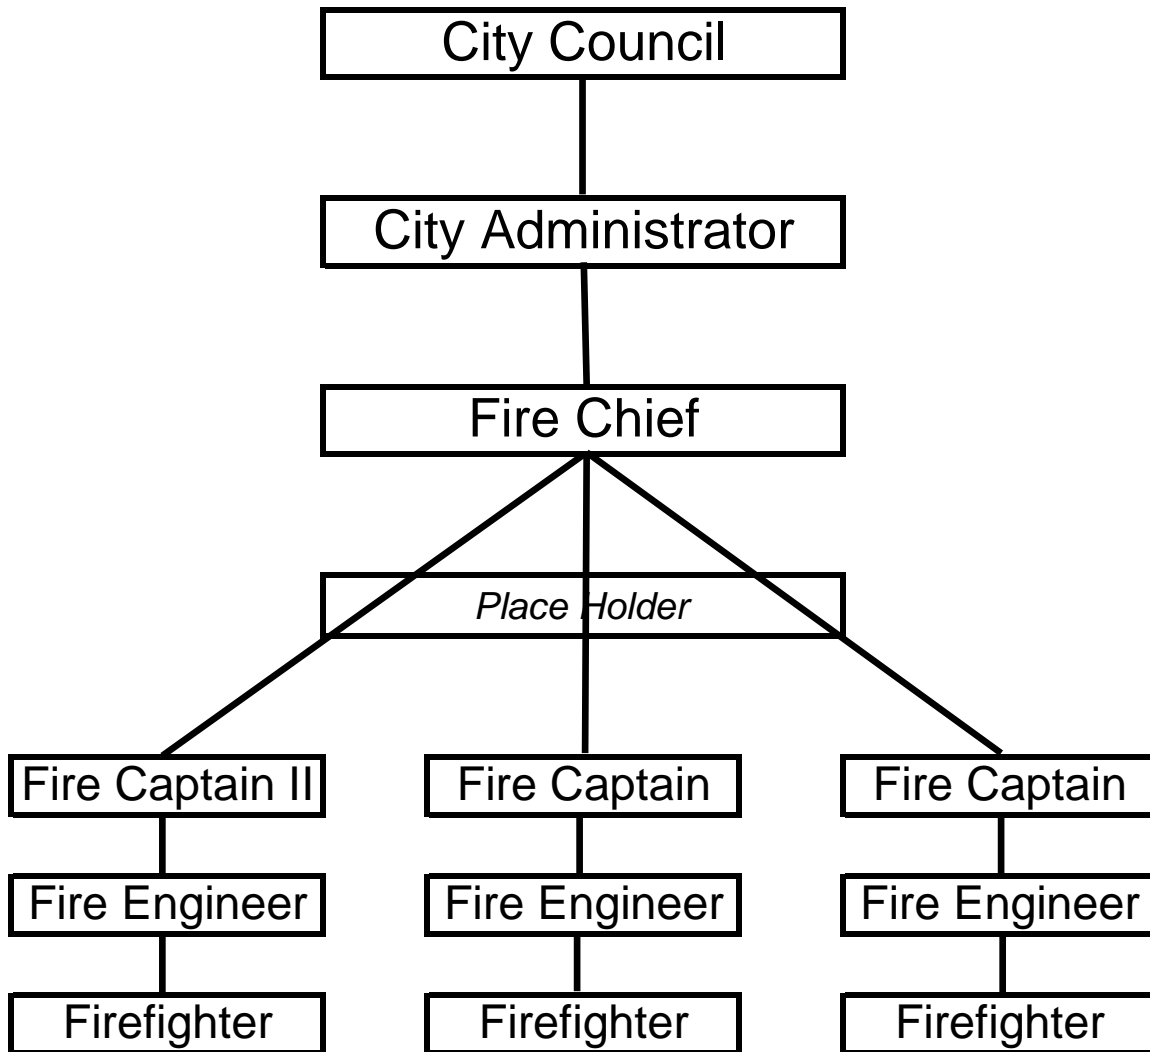 City Council
City Administrator
Fire Chief
Place Holder
Fire Captain II
Fire Captain
Fire Captain
Fire Engineer
Fire Engineer
Fire Engineer
Firefighter
Firefighter
Firefighter